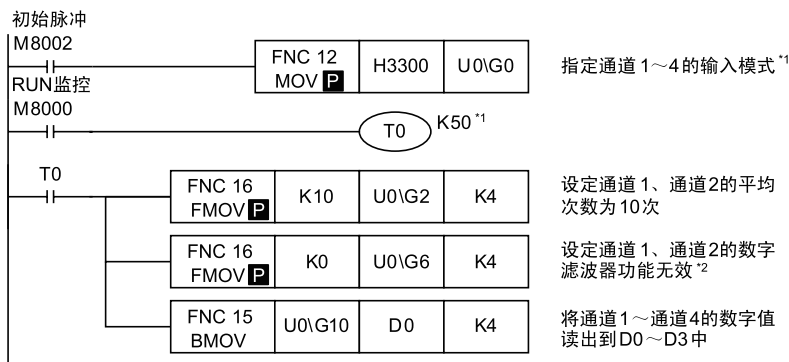 初始脉冲
M8002
FNC 12
MOV P
H3300
U0\G0
指定通道1～4的输入模式*1
RUN监控
M8000
T0
K50 *1
T0
FNC 16
FMOV P
K10
U0\G2
K4
设定通道1、通道2的平均
次数为10次
FNC 16
FMOV P
K0
U0\G6
K4
设定通道1、通道2的数字
滤波器功能无效*2
FNC 15
BMOV
U0\G10
D0
K4
将通道1～通道4的数字值
读出到D0～D3中